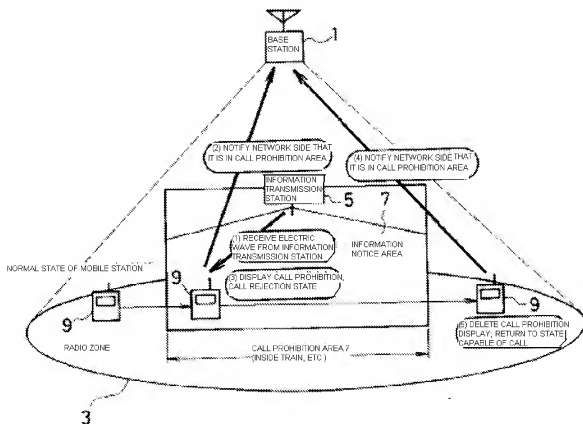 1
BASE
STATION
(2) NOTIFY NETWORK SIDE THAT
IT IS IN CALL PROHIBITION AREA
(4) NOTIFY NETWORK SIDE THAT
IT IS IN CALL PROHIBITION AREA
INFORMATION
TRANSMISSION
STATION
5
7
(1) RECEIVE ELECTRIC
WAVE FROM INFORMATION
TRANSMISSION STATION
INFORMATION
NOTICE AREA
NORMAL STATE OF MOBILE STATION
(3) DISPLAY CALL PROHIBITION,
CALL REJECTION STATE
9
9
9
(5) DELETE CALL PROHIBITION
DISPLAY, RETURN TO STATE
CAPABLE OF CALL
RADIO ZONE
CALL PROHIBITION AREA 7
(INSIDE TRAIN, ETC)
3